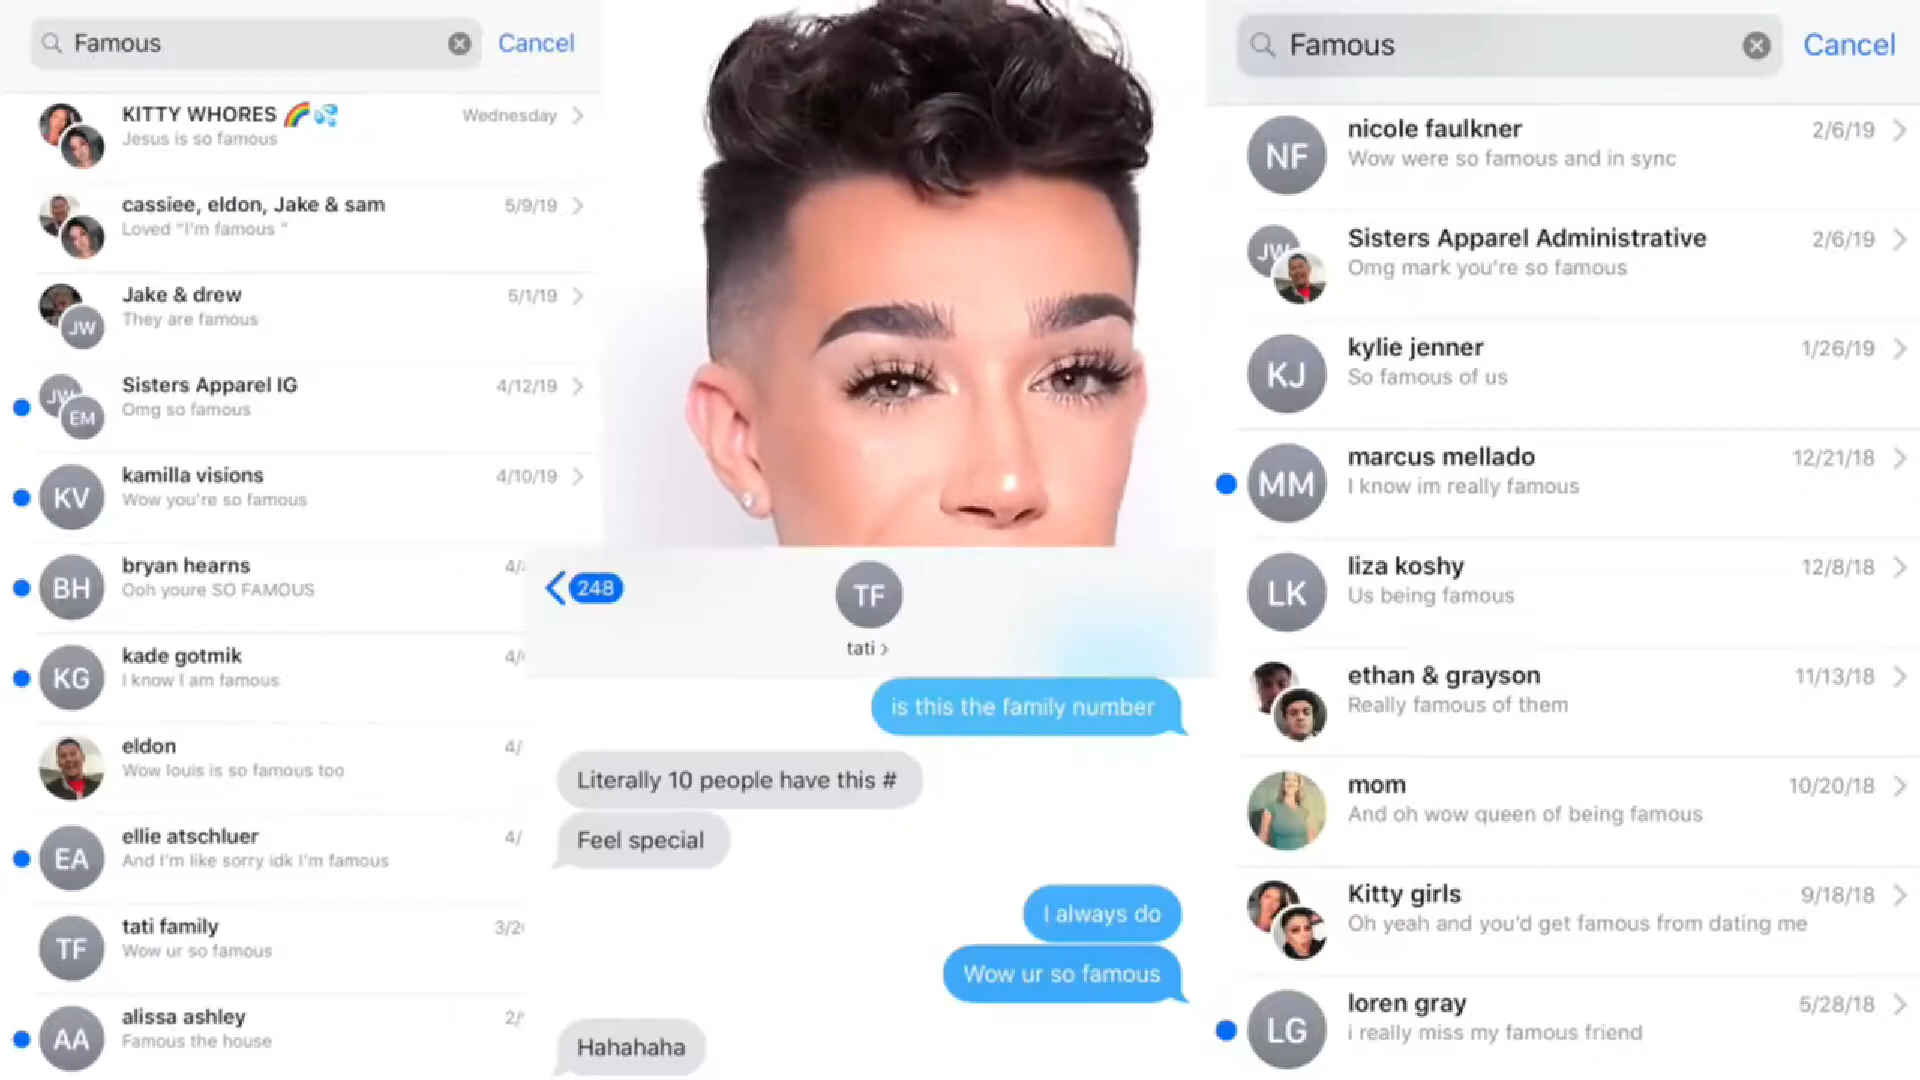 Famous
Cancel
KITTY WHORES 🌈💦
Wednesday
Jesus is so famous
cassiee, eldon, Jake & sam
5/9/19
Loved “I'm famous ”
Jake & drew
5/1/19
They are famous
JW
Sisters Apparel IG
4/12/19
Omg so famous
JW
EM
kamilla visions
4/10/19
Wow you're so famous
KV
bryan hearns
4/
Ooh youre SO FAMOUS
BH
kade gotmik
4/
I know I am famous
KG
eldon
4/
Wow louis is so famous too
ellie atschluer
4/
And I'm like sorry idk I'm famous
EA
tati family
3/2
Wow ur so famous
TF
alissa ashley
2/
Famous the house
AA
248
TF
tati
is this the family number
Literally 10 people have this #
Feel special
I always do
Wow ur so famous
Hahahaha
Famous
Cancel
nicole faulkner
2/6/19
Wow were so famous and in sync
NF
Sisters Apparel Administrative
2/6/19
Omg mark you're so famous
JW
kylie jenner
1/26/19
So famous of us
KJ
marcus mellado
12/21/18
I know im really famous
MM
liza koshy
12/8/18
Us being famous
LK
ethan & grayson
11/13/18
Really famous of them
mom
10/20/18
And oh wow queen of being famous
Kitty girls
9/18/18
Oh yeah and you'd get famous from dating me
loren gray
5/28/18
i really miss my famous friend
LG